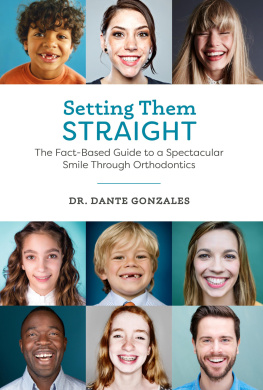 Setting Them
STRAIGHT
The Fact-Based Guide to a Spectacular
Smile Through Orthodontics
DR. DANTE GONZALES